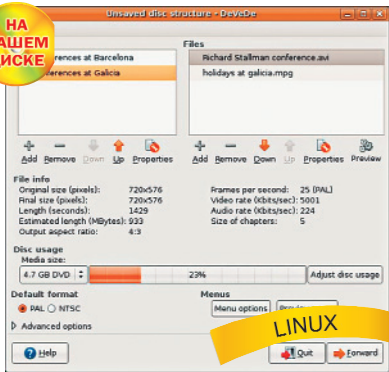 Unsaved disc structure - DeVeDe
НА
АШЕМ
ИСКЕ
Files
erences at Barcelona
erences at Galicia
Richard Stallman conference.avi
holidays at galicia.mpg
Add Remove Down Up Properties
Add Remove Down Up Properties Preview
File info
Original size (pixels): 720x576
Final size (pixels): 720x576
Length (seconds): 1429
Estimated length (MBytes): 933
Output aspect ratio: 4:3
Frames per second: 25 (PAL)
Video rate (Kbits/sec): 5001
Audio rate (Kbits/sec): 224
Size of chapters: 5
Disc usage
Media size:
4.7 GB DVD 23% Adjust disc usage
Default format
PAL NTSC
Menus
Menu options
Advanced options
LINUX
Help Quit Forward